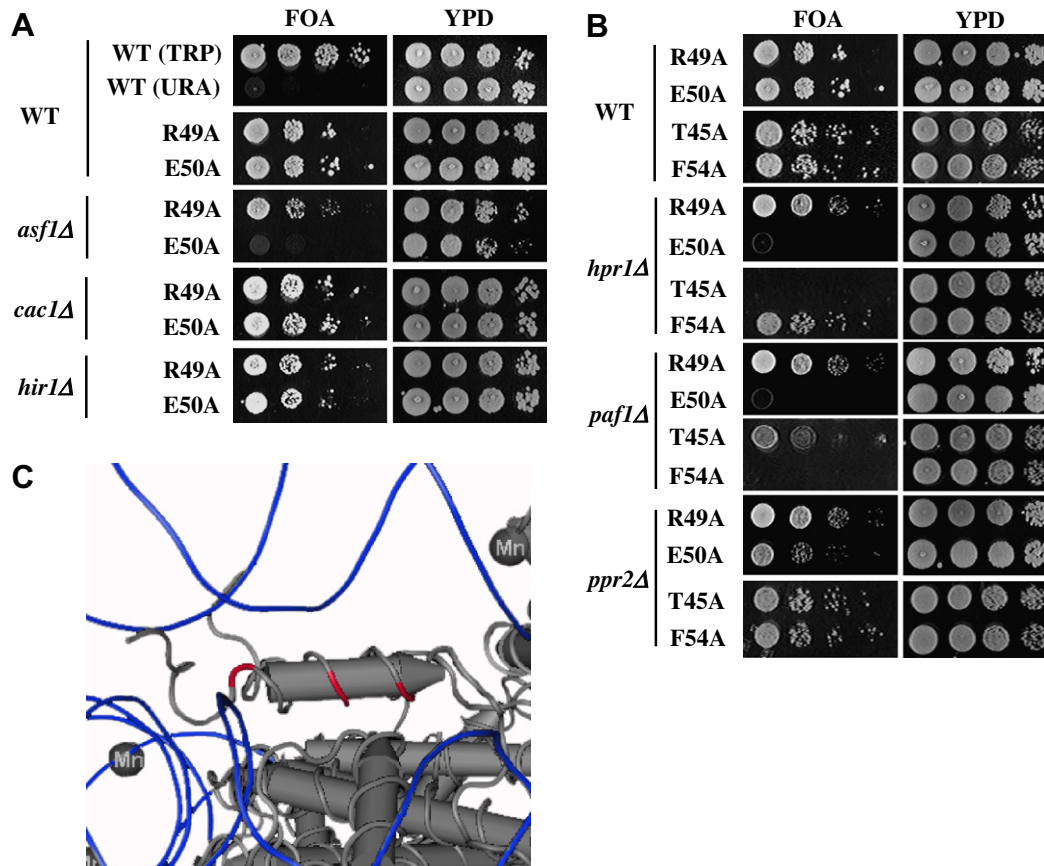 A
FOA YPD
WT
WT (TRP)
WT (URA)
R49A
E50A
asf1Δ
R49A
E50A
cac1Δ
R49A
E50A
hir1Δ
R49A
E50A
B
FOA YPD
WT
R49A
E50A
T45A
F54A
hpr1Δ
R49A
E50A
T45A
F54A
paf1Δ
R49A
E50A
T45A
F54A
ppr2Δ
R49A
E50A
T45A
F54A
C
Mn
Mn